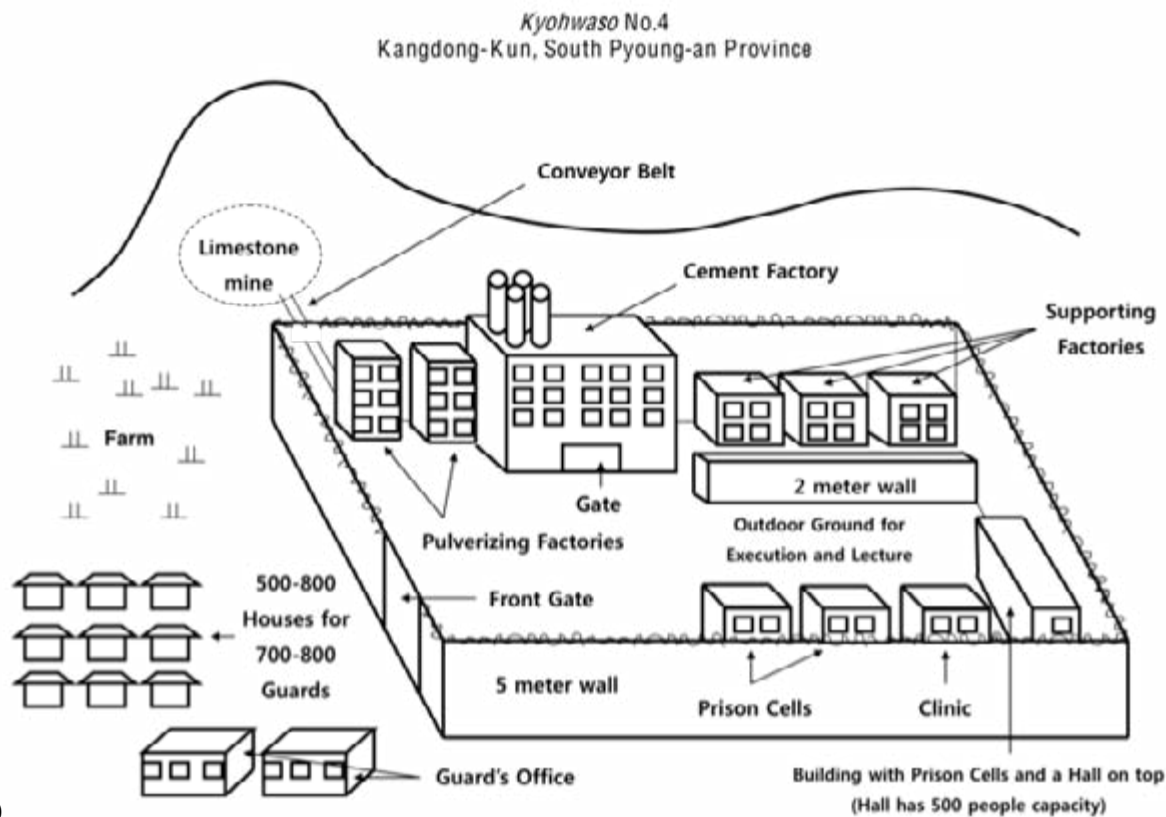 Kyohwaso No.4
Kangdong-Kun, South Pyoung-an Province
Conveyor Belt
Limestone
mine
Cement Factory
Supporting
Factories
Farm
Gate
2 meter wall
Pulverizing Factories
Outdoor Ground for
Execution and Lecture
500-800
Houses for
700-800
Guards
Front Gate
5 meter wall
Prison Cells
Clinic
Guard's Office
Building with Prison Cells and a Hall on top
(Hall has 500 people capacity)